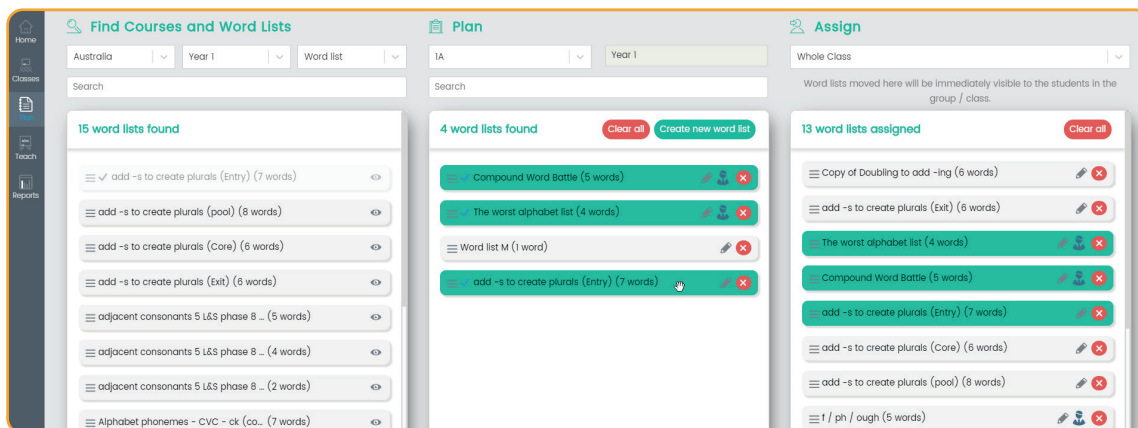 Home
Classes
Plan
Teach
Reports
Find Courses and Word Lists
Australia
Year 1
Word list
Search
15 word lists found
add -s to create plurals (Entry) (7 words)
add -s to create plurals (pool) (8 words)
add -s to create plurals (Core) (6 words)
add -s to create plurals (Exit) (6 words)
adjacent consonants 5 L&S phase 8 ... (5 words)
adjacent consonants 5 L&S phase 8 ... (4 words)
adjacent consonants 5 L&S phase 8 ... (2 words)
Alphabet phonemes - CVC - ck (co... (7 words)
Plan
1A
Year 1
Search
4 word lists found
Clear all
Create new word list
Compound Word Battle (5 words)
The worst alphabet list (4 words)
Word list M (1 word)
add -s to create plurals (Entry) (7 words)
Assign
Whole Class
Word lists moved here will be immediately visible to the students in the
group / class.
13 word lists assigned
Clear all
Copy of Doubling to add -ing (6 words)
add -s to create plurals (Exit) (6 words)
The worst alphabet list (4 words)
Compound Word Battle (5 words)
add -s to create plurals (Entry) (7 words)
add -s to create plurals (Core) (6 words)
add -s to create plurals (pool) (8 words)
f / ph / ough (5 words)